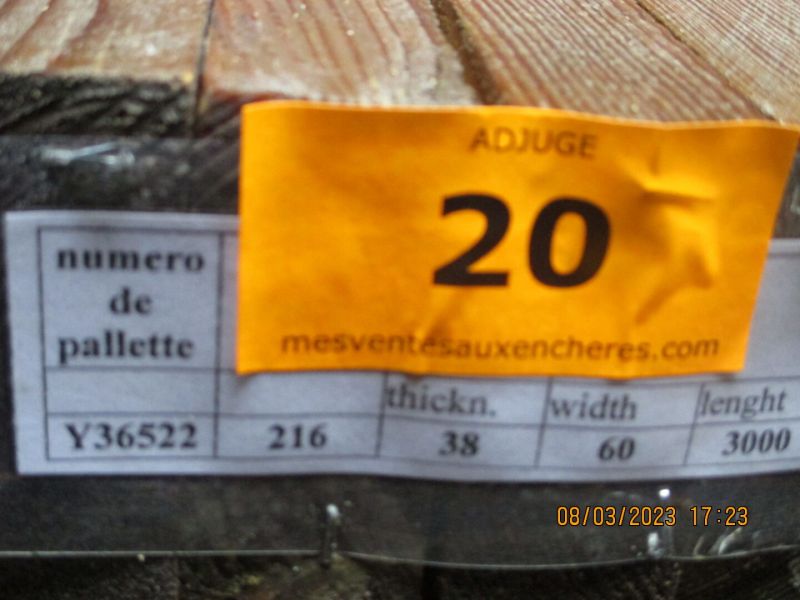 ADJUGE
20
mesventesauxencheres.com
numero
de
pallette
thickn. width lenght
Y36522 216 38 60 3000
08/03/2023 17:23